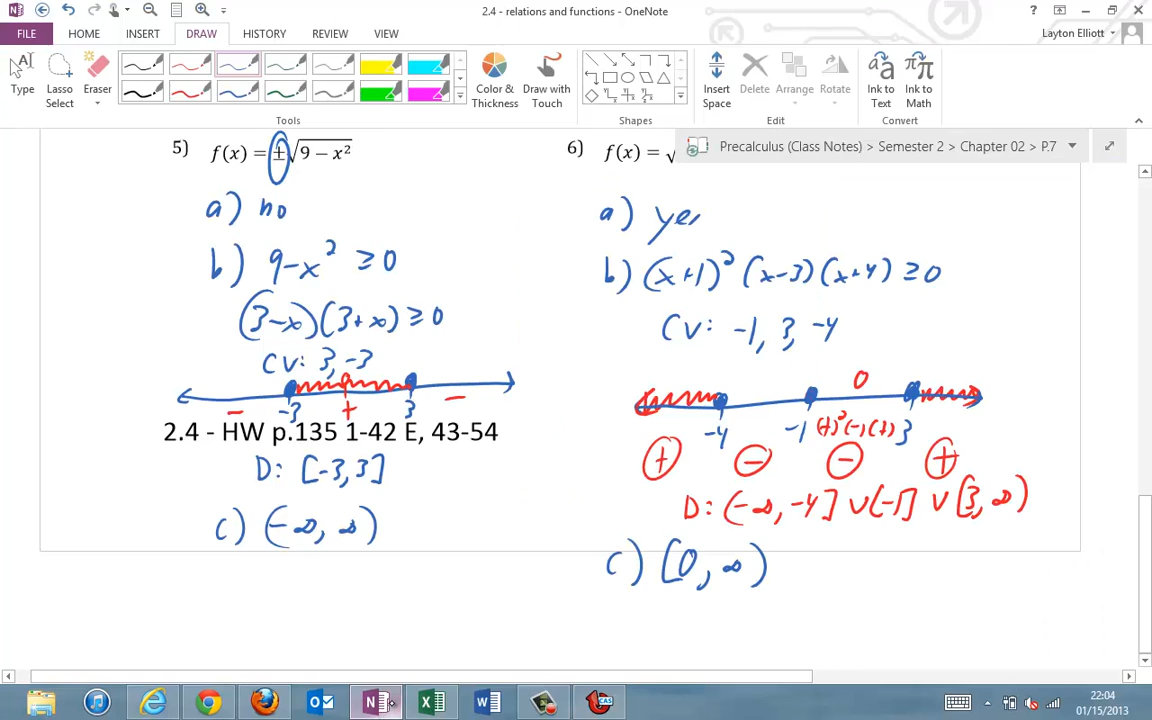 2.4 - relations and functions - OneNote
FILE HOME INSERT DRAW HISTORY REVIEW VIEW
Layton Elliott
Type Lasso Select Eraser
Color & Thickness Draw with Touch
Insert Space Delete Arrange Rotate
Ink to Text Ink to Math
Tools Shapes Edit Convert
Precalculus (Class Notes) > Semester 2 > Chapter 02 > P.7
5) f(x) = ±√9 − x²
a) no
b) 9-x² ≥ 0
(3-x)(3+x) ≥ 0
CV: 3, -3
-3 3
- + -
2.4 - HW p.135 1-42 E, 43-54
D: [-3,3]
c) (-∞, ∞)
6) f(x) = √
a) yes
b) (x+1)² (x-3)(x+4) ≥ 0
CV: -1, 3, -4
0
-4 -1 (+)²(-)(+) 3
+ - - +
D: (-∞, -4] ∪ [-1] ∪ [3, ∞)
c) [0, ∞)
22:04
01/15/2013